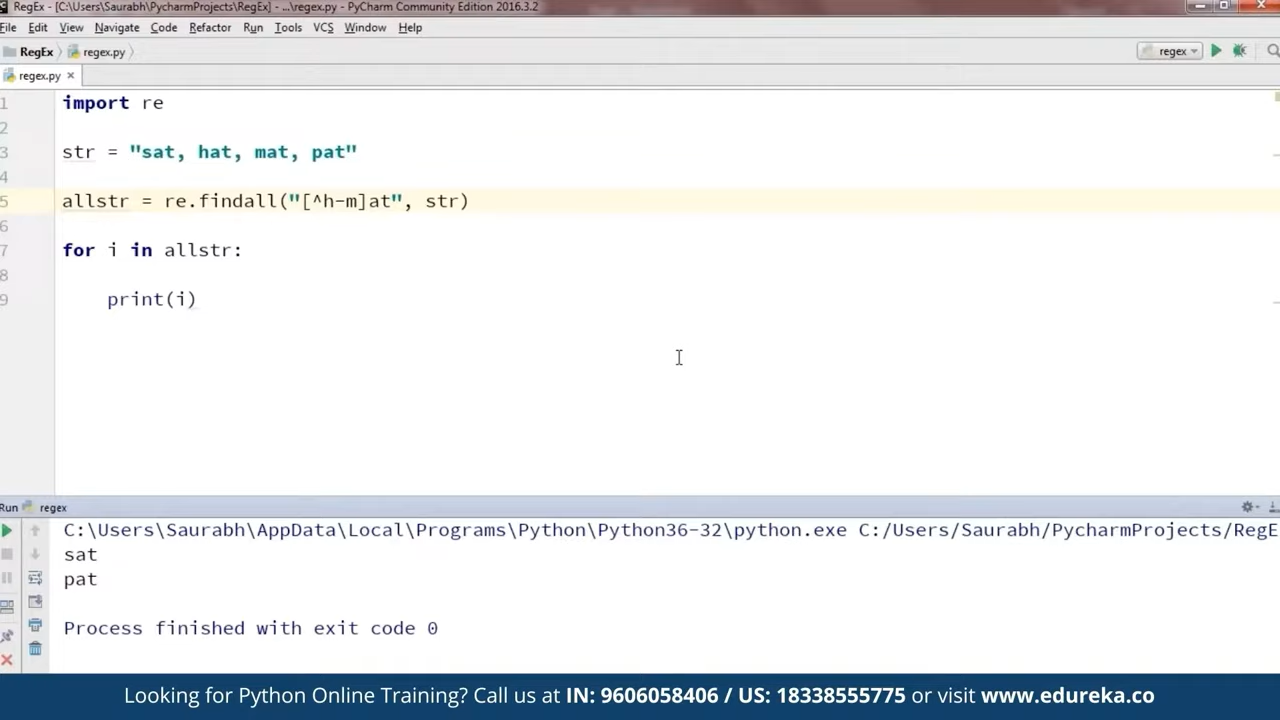 RegEx - [C:\Users\Saurabh\PycharmProjects\RegEx] - ...\regex.py - PyCharm Community Edition 2016.3.2
File Edit View Navigate Code Refactor Run Tools VCS Window Help
RegEx regex.py regex
regex.py
1 import re
2
3 str = "sat, hat, mat, pat"
4
5 allstr = re.findall("[^h-m]at", str)
6
7 for i in allstr:
8
9 print(i)
Run regex
C:\Users\Saurabh\AppData\Local\Programs\Python\Python36-32\python.exe C:/Users/Saurabh/PycharmProjects/RegE
sat
pat
Process finished with exit code 0
Looking for Python Online Training? Call us at IN: 9606058406 / US: 18338555775 or visit www.edureka.co